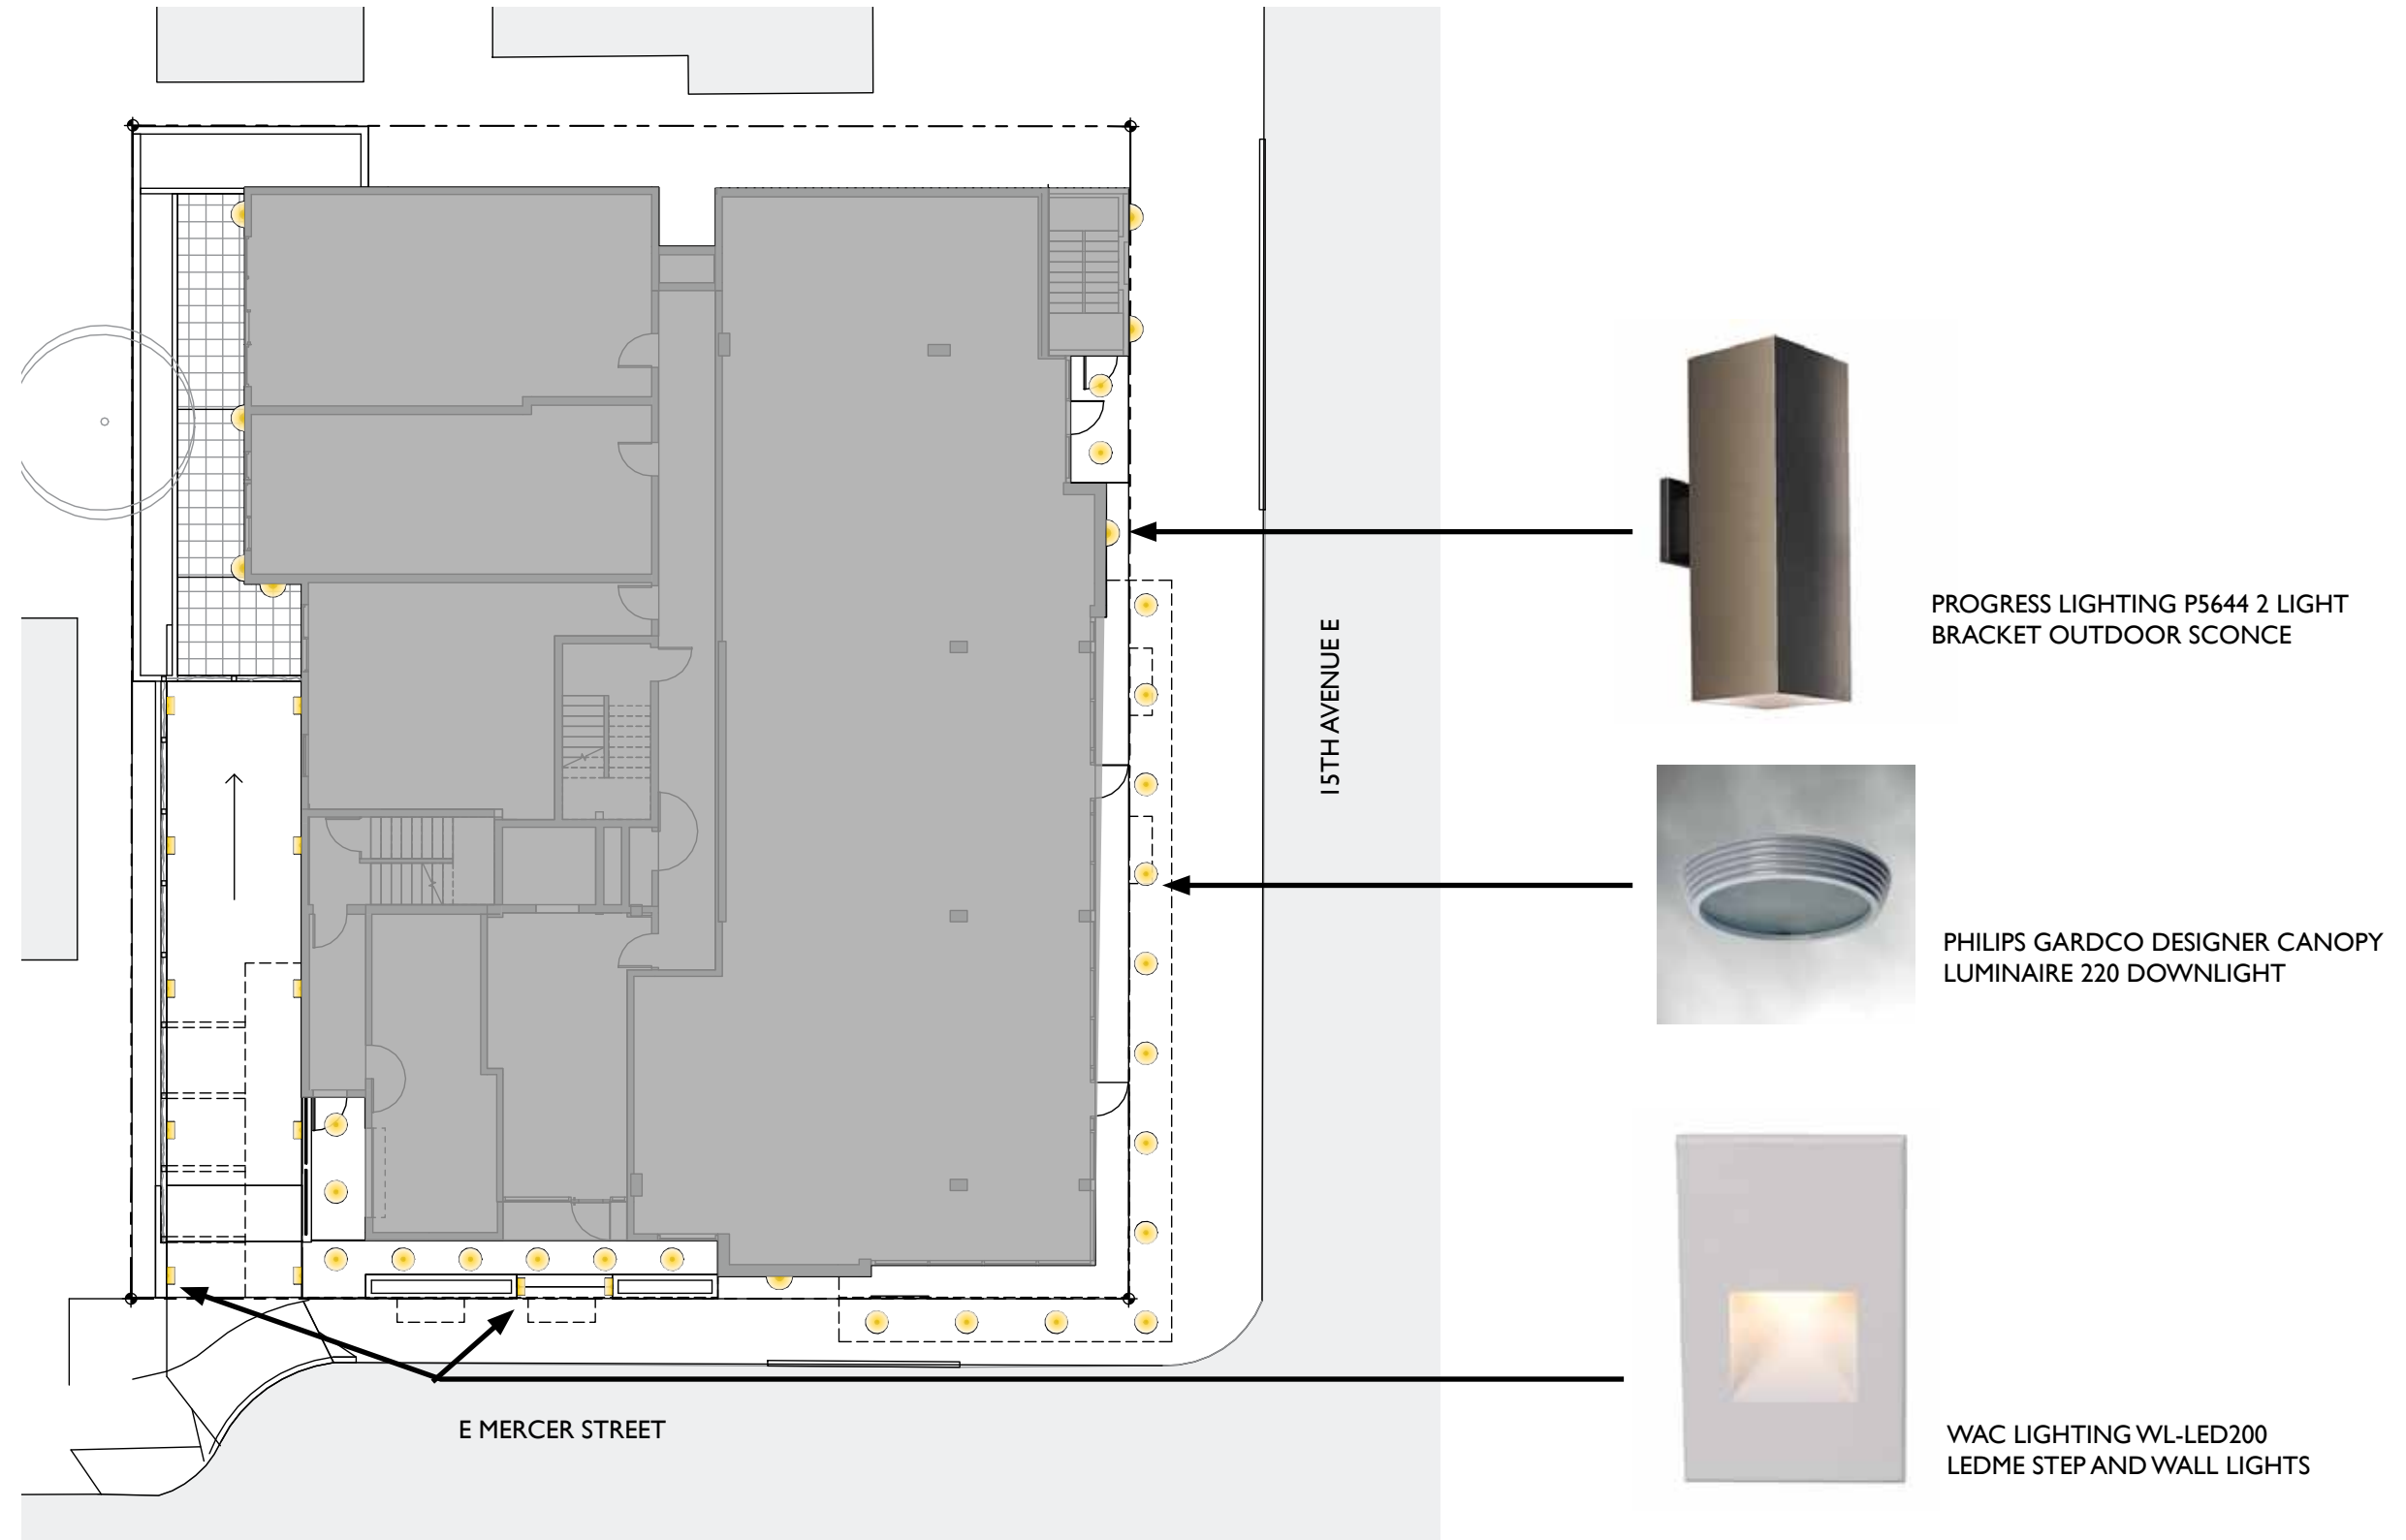 15TH AVENUE E
PROGRESS LIGHTING P5644 2 LIGHT
BRACKET OUTDOOR SCONCE
PHILIPS GARDCO DESIGNER CANOPY
LUMINAIRE 220 DOWNLIGHT
E MERCER STREET
WAC LIGHTING WL-LED200
LEDME STEP AND WALL LIGHTS